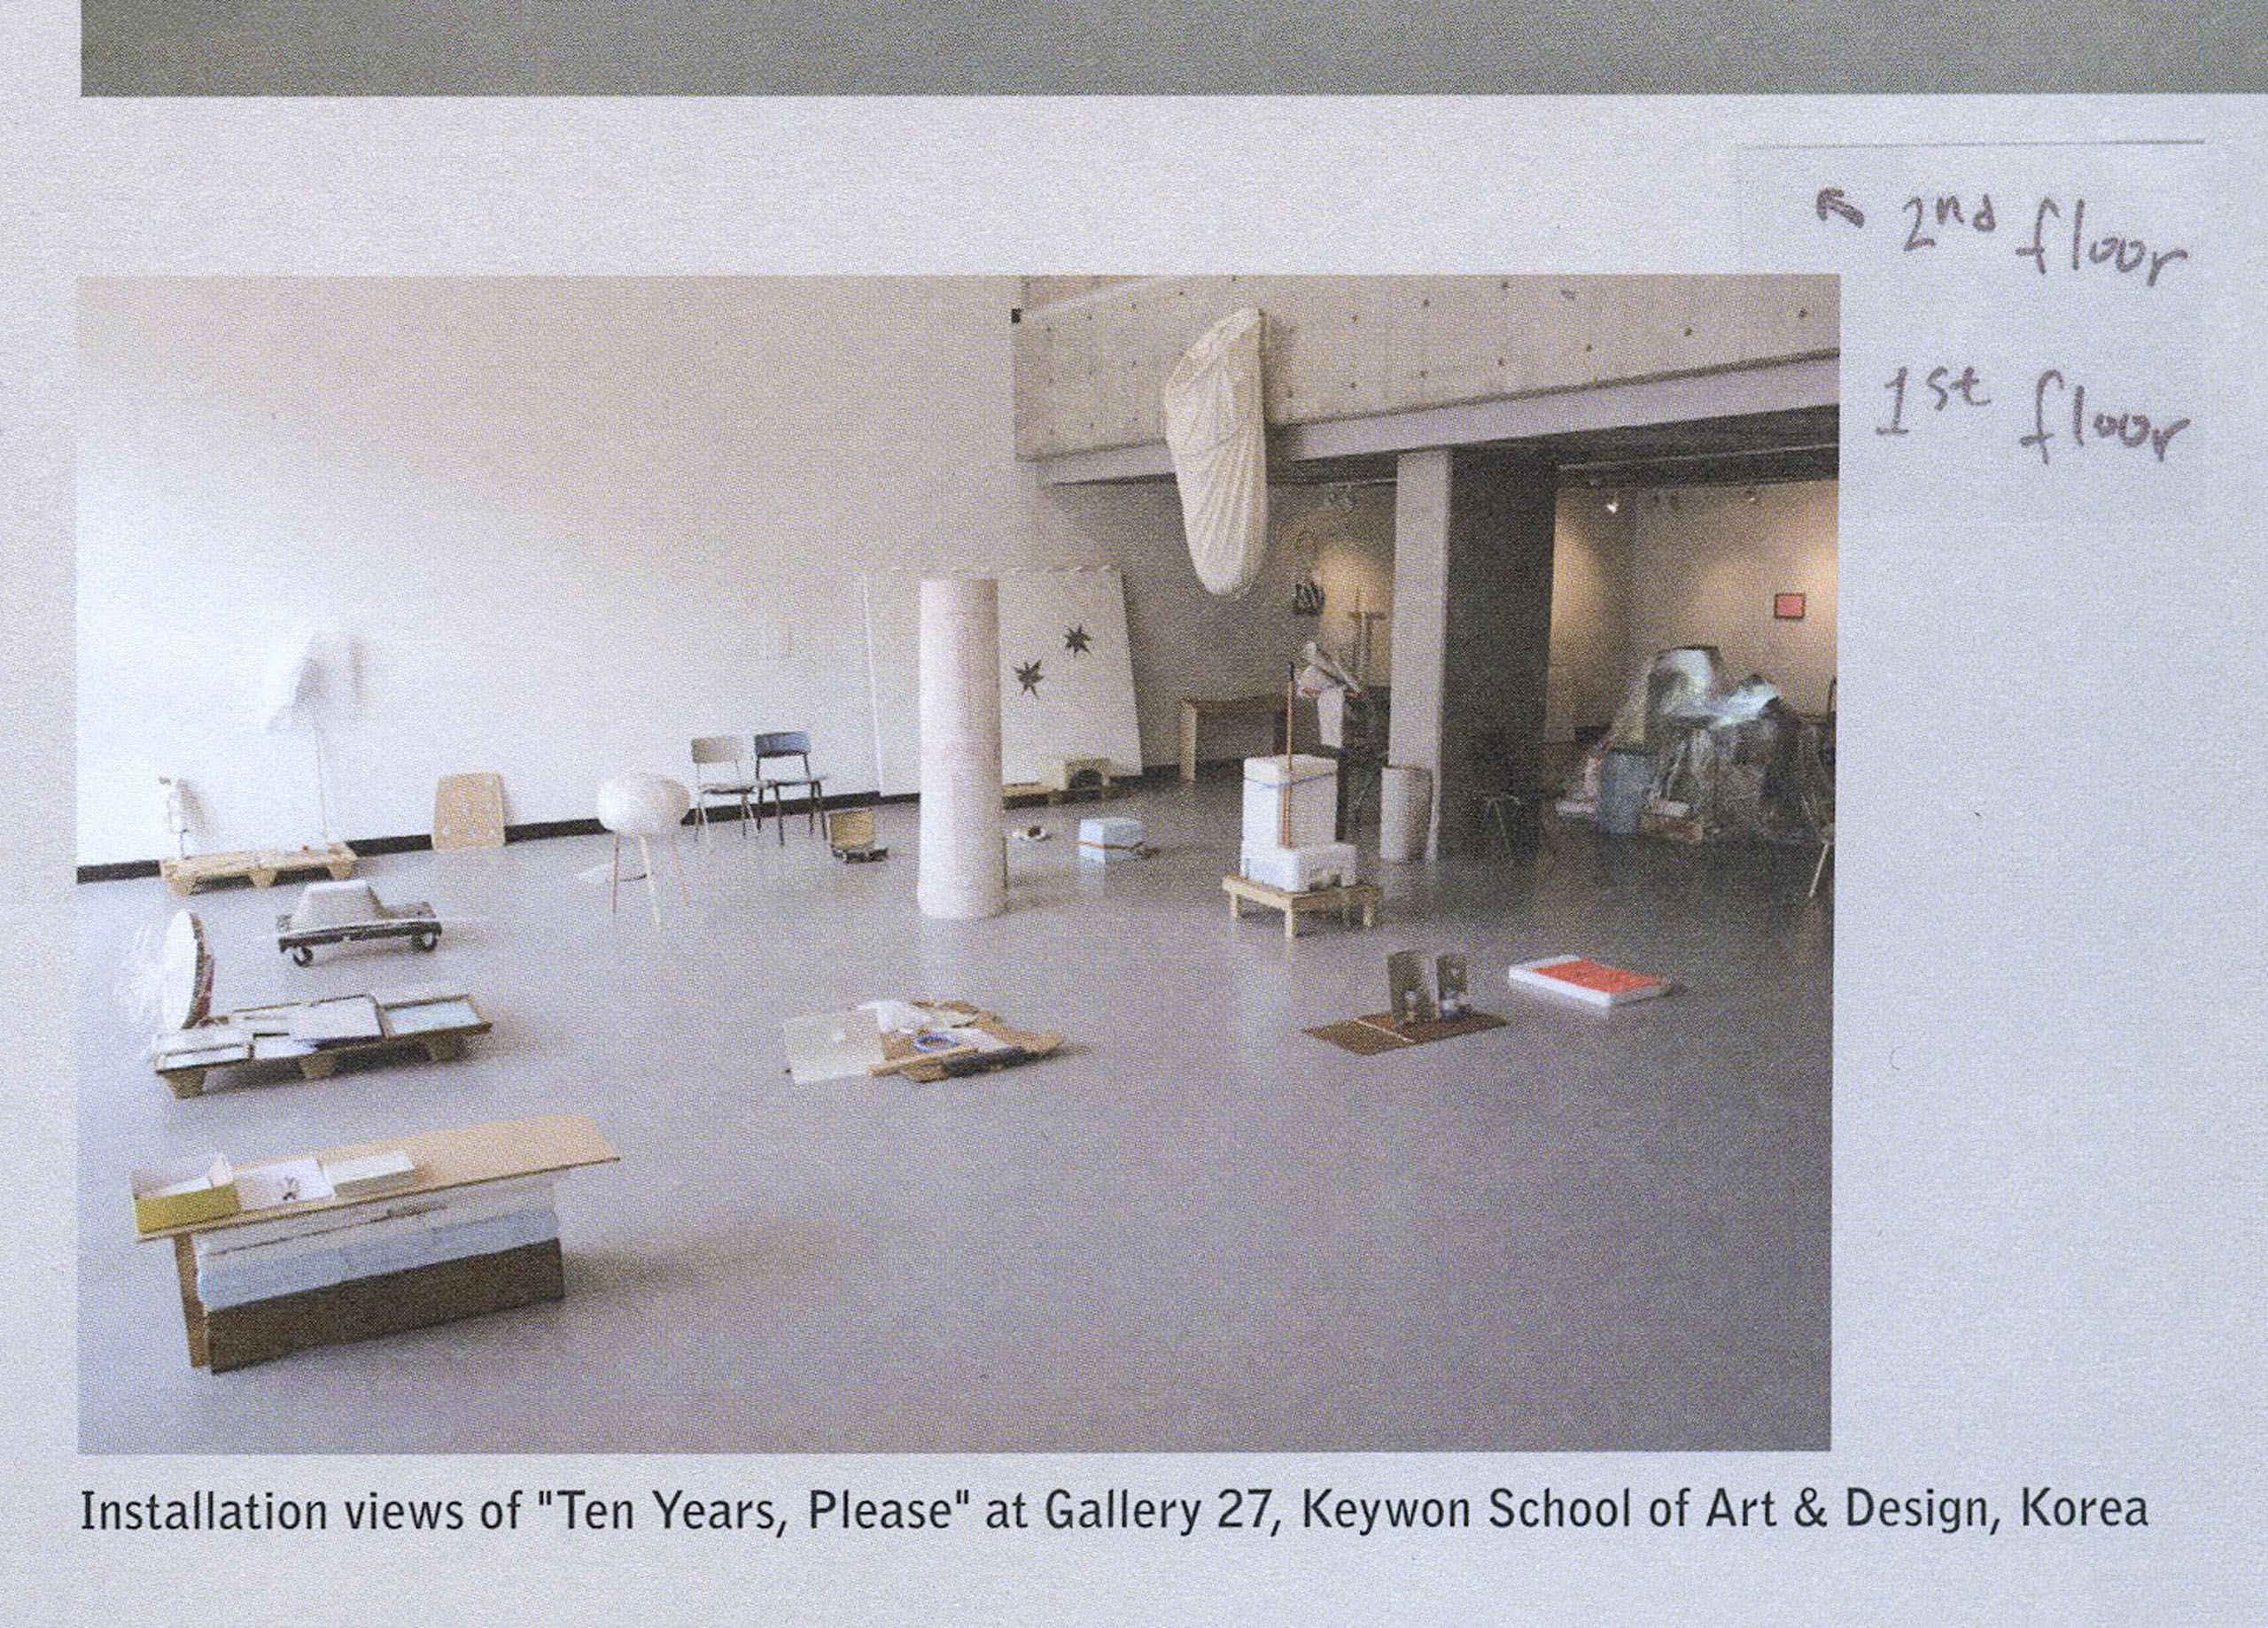 2nd floor
1st floor
Installation views of "Ten Years, Please" at Gallery 27, Keywon School of Art & Design, Korea